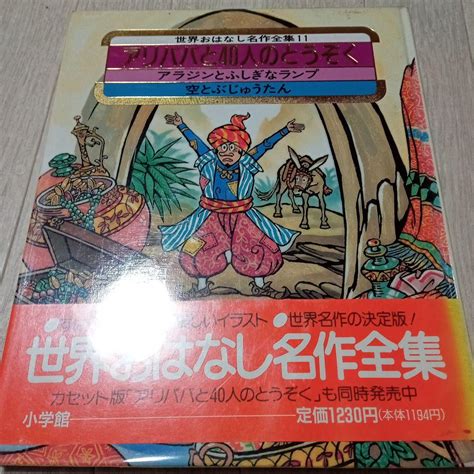 世界おはなし名作全集11
アリババと40人のとうぞく
アラジンとふしぎなランプ
空とぶじゅうたん
しいイラスト 世界名作の決定版!
世界おはなし名作全集
カセット版「アリババと40人のとうぞく」も同時発売中
小学館 定価1230円(本体1194円)